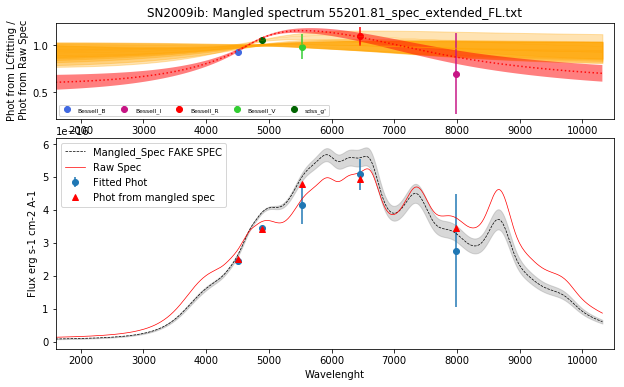 SN2009ib: Mangled spectrum 55201.81_spec_extended_FL.txt
Phot from LCfitting /
Phot from Raw Spec
1.0
0.5
Bessell_B
Bessell_I
Bessell_R
Bessell_V
sdss_g'
2000 3000 4000 5000 6000 7000 8000 9000 10000
1e-16
Flux erg s-1 cm-2 A-1
6
5
4
3
2
1
0
Mangled_Spec FAKE SPEC
Raw Spec
Fitted Phot
Phot from mangled spec
2000 3000 4000 5000 6000 7000 8000 9000 10000
Wavelenght